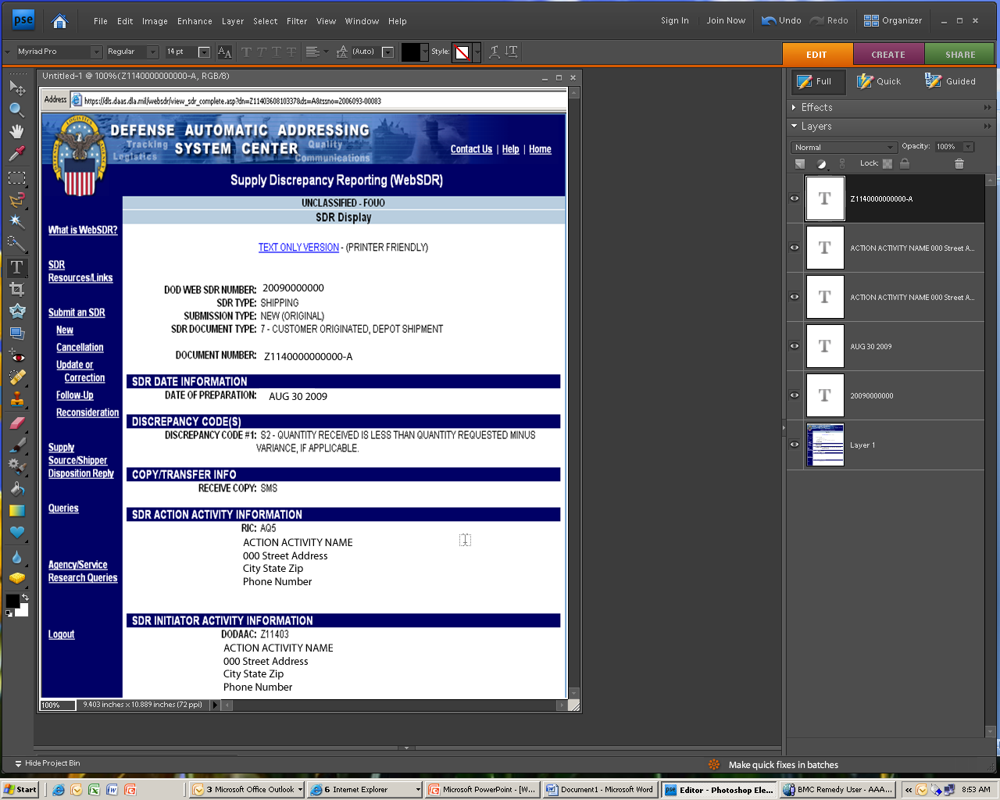 pse File Edit Image Enhance Layer Select Filter View Window Help Sign In Join Now Undo Redo Organizer
Myriad Pro Regular 14 pt (Auto) Style: EDIT CREATE SHARE
Untitled-1 @ 100%(Z1140000000000-A, RGB/8)
Full Quick Guided
Effects
Layers
Normal Opacity: 100%
Lock:
Z1140000000000-A
ACTION ACTIVITY NAME 000 Street A...
ACTION ACTIVITY NAME 000 Street A...
AUG 30 2009
20090000000
Layer 1
Address https://dls.daas.dla.mil/websdr/view_sdr_complete.asp?dn=Z1140360810337&ds=A&tssno=2006093-00083
DEFENSE AUTOMATIC ADDRESSING
SYSTEM CENTER
Tracking Quality
Logistics Communications
LOGISTICS
Contact Us | Help | Home
Supply Discrepancy Reporting (WebSDR)
UNCLASSIFIED - FOUO
SDR Display
What is WebSDR?
SDR
Resources/Links
Submit an SDR
New
Cancellation
Update or
Correction
Follow-Up
Reconsideration
Supply
Source/Shipper
Disposition Reply
Queries
Agency/Service
Research Queries
Logout
TEXT ONLY VERSION - (PRINTER FRIENDLY)
DOD WEB SDR NUMBER: 20090000000
SDR TYPE: SHIPPING
SUBMISSION TYPE: NEW (ORIGINAL)
SDR DOCUMENT TYPE: 7 - CUSTOMER ORIGINATED, DEPOT SHIPMENT
DOCUMENT NUMBER: Z1140000000000-A
SDR DATE INFORMATION
DATE OF PREPARATION: AUG 30 2009
DISCREPANCY CODE(S)
DISCREPANCY CODE #1: S2 - QUANTITY RECEIVED IS LESS THAN QUANTITY REQUESTED MINUS
VARIANCE, IF APPLICABLE.
COPY/TRANSFER INFO
RECEIVE COPY: SMS
SDR ACTION ACTIVITY INFORMATION
RIC: AQ5
ACTION ACTIVITY NAME
000 Street Address
City State Zip
Phone Number
SDR INITIATOR ACTIVITY INFORMATION
DODAAC: Z11403
ACTION ACTIVITY NAME
000 Street Address
City State Zip
Phone Number
100% 9.403 inches x 10.889 inches (72 ppi)
Hide Project Bin Make quick fixes in batches
Start 3 Microsoft Office Outlook 6 Internet Explorer Microsoft PowerPoint - [W... Document1 - Microsoft Word Editor - Photoshop Ele... BMC Remedy User - AAA... 8:53 AM